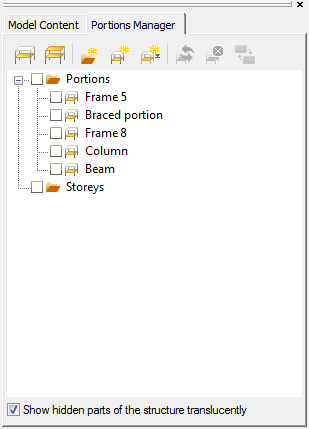 Model Content Portions Manager
Portions
Frame 5
Braced portion
Frame 8
Column
Beam
Storeys
Show hidden parts of the structure translucently